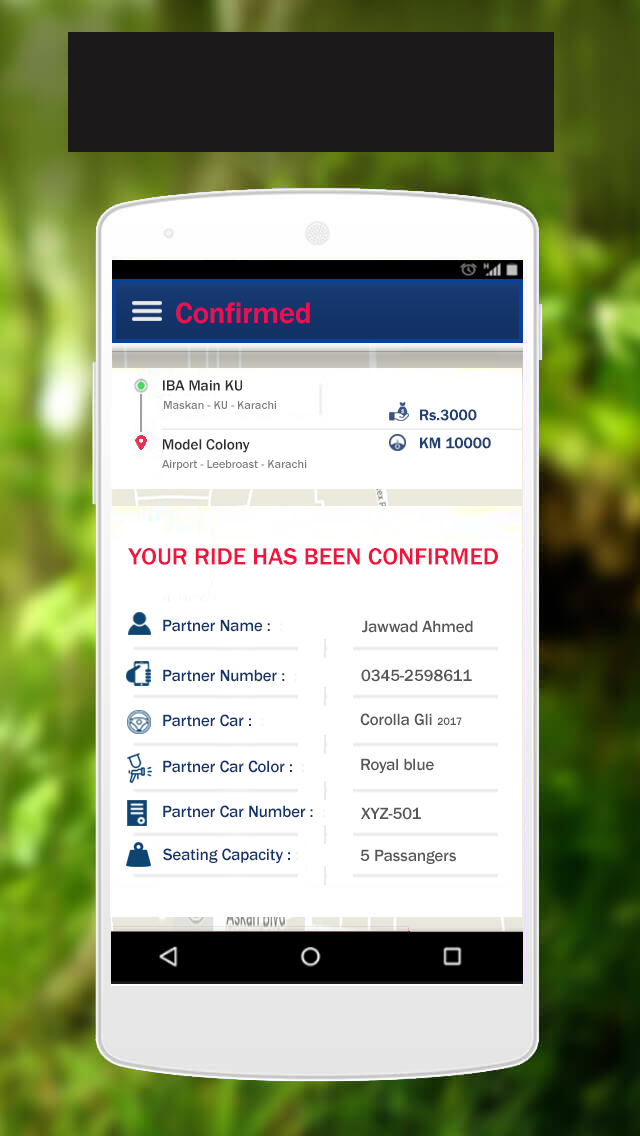 H
Confirmed
IBA Main KU
Maskan - KU - Karachi
Rs.3000
Model Colony
KM 10000
Airport - Leebroast - Karachi
YOUR RIDE HAS BEEN CONFIRMED
Partner Name : Jawwad Ahmed
Partner Number : 0345-2598611
Partner Car : Corolla Gli 2017
Partner Car Color : Royal blue
Partner Car Number : XYZ-501
Seating Capacity : 5 Passangers